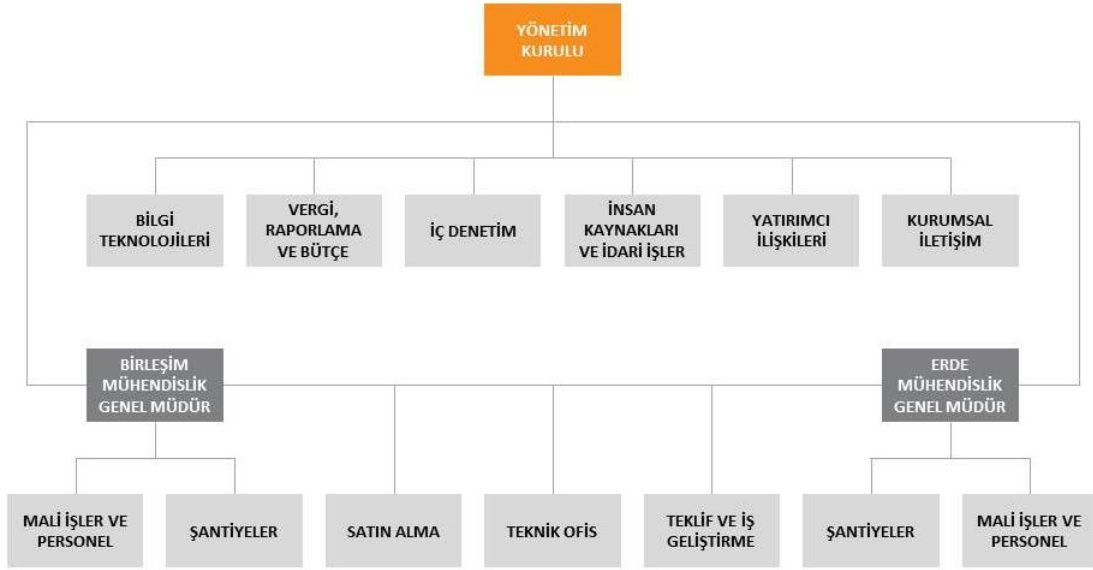 YÖNETİM
KURULU
BİLGİ
TEKNOLOJİLERİ
VERGİ,
RAPORLAMA
VE BÜTÇE
İÇ DENETİM
İNSAN
KAYNAKLARI
VE İDARİ İŞLER
YATIRIMCI
İLİŞKİLERİ
KURUMSAL
İLETİŞİM
BİRLEŞİM
MÜHENDİSLİK
GENEL MÜDÜR
ERDE
MÜHENDİSLİK
GENEL MÜDÜR
MALİ İŞLER VE
PERSONEL
ŞANTİYELER
SATIN ALMA
TEKNİK OFİS
TEKLİF VE İŞ
GELİŞTİRME
ŞANTİYELER
MALİ İŞLER VE
PERSONEL